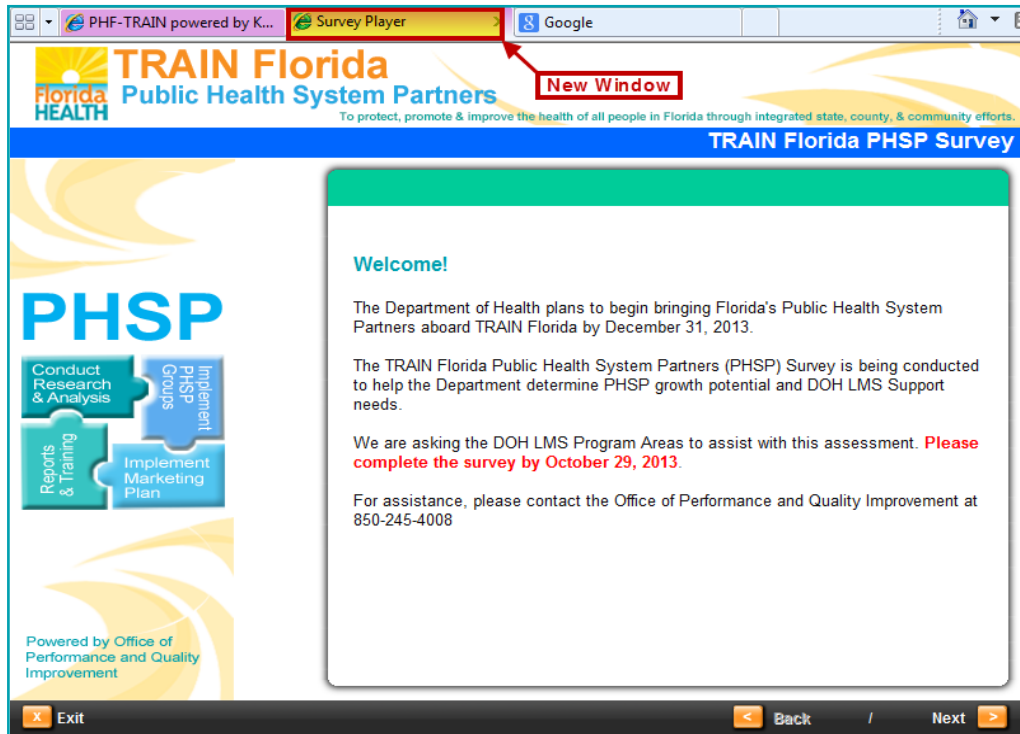 PHF-TRAIN powered by K...
Survey Player
Google
New Window
Florida
HEALTH
TRAIN Florida
Public Health System Partners
To protect, promote & improve the health of all people in Florida through integrated state, county, & community efforts.
TRAIN Florida PHSP Survey
PHSP
Conduct
Research
& Analysis
Implement
PHSP
Groups
Reports
& Training
Implement
Marketing
Plan
Powered by Office of
Performance and Quality
Improvement
Welcome!
The Department of Health plans to begin bringing Florida's Public Health System
Partners aboard TRAIN Florida by December 31, 2013.
The TRAIN Florida Public Health System Partners (PHSP) Survey is being conducted
to help the Department determine PHSP growth potential and DOH LMS Support
needs.
We are asking the DOH LMS Program Areas to assist with this assessment. Please
complete the survey by October 29, 2013.
For assistance, please contact the Office of Performance and Quality Improvement at
850-245-4008
X Exit
< Back / Next >